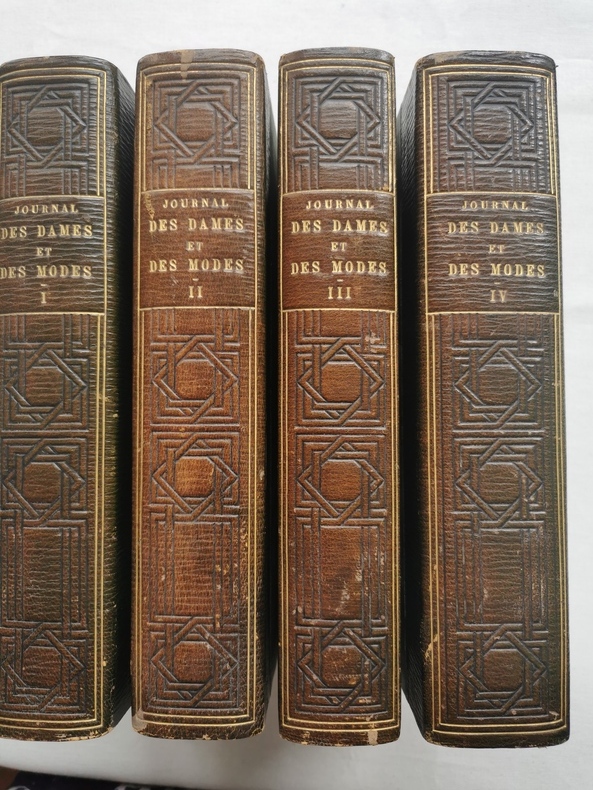 JOURNAL
DES DAMES
ET
DES MODES
I
JOURNAL
DES DAMES
ET
DES MODES
II
JOURNAL
DES DAMES
ET
DES MODES
III
JOURNAL
DES DAMES
ET
DES MODES
IV